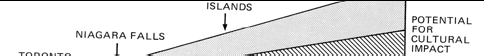 ISLANDS
NIAGARA FALLS
TORONTO
POTENTIAL
FOR
CULTURAL
IMPACT